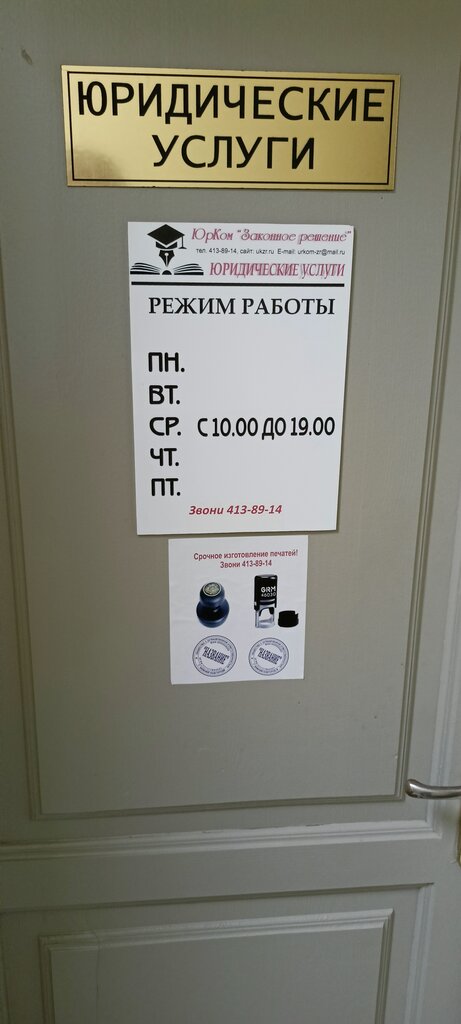 ЮРИДИЧЕСКИЕ
УСЛУГИ
ЮрКом "Законное решение"
тел. 413-89-14, сайт: ukzr.ru E-mail: urkom-zr@mail.ru
ЮРИДИЧЕСКИЕ УСЛУГИ
РЕЖИМ РАБОТЫ
ПН.
ВТ.
СР. С 10.00 ДО 19.00
ЧТ.
ПТ.
Звони 413-89-14
Срочное изготовление печатей!
Звони 413-89-14
GRM